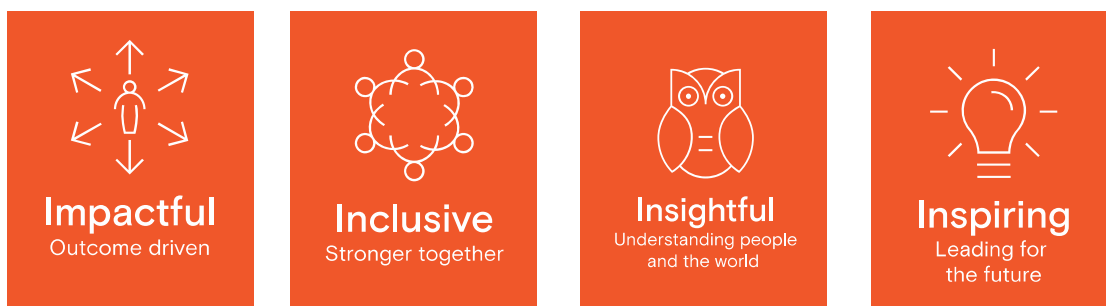 Impactful
Outcome driven
Inclusive
Stronger together
Insightful
Understanding people
and the world
Inspiring
Leading for
the future